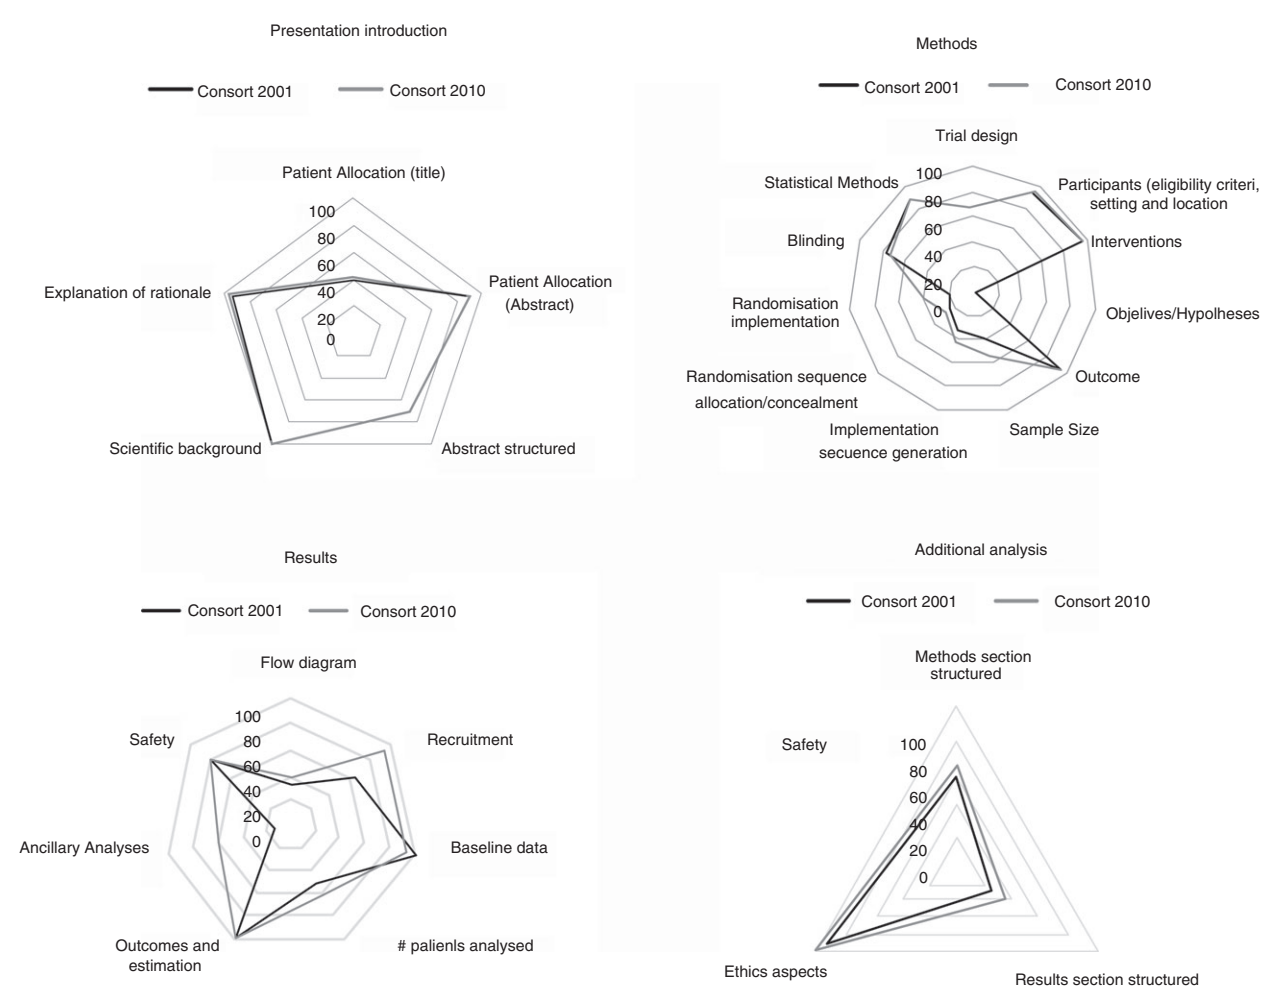 Presentation introduction
Consort 2001
Consort 2010
Patient Allocation (title)
100
80
60
40
20
0
Explanation of rationale
Patient Allocation
(Abstract)
Scientific background
Abstract structured
Methods
Consort 2001
Consort 2010
Trial design
100
80
60
40
20
0
Statistical Methods
Participants (eligibility criteri,
setting and location
Blinding
Interventions
Randomisation
implementation
Objelives/Hypolheses
Randomisation sequence
allocation/concealment
Outcome
Implementation
secuence generation
Sample Size
Results
Consort 2001
Consort 2010
Flow diagram
100
80
60
40
20
0
Safety
Recruitment
Ancillary Analyses
Baseline data
Outcomes and
estimation
# palienls analysed
Additional analysis
Consort 2001
Consort 2010
Methods section
structured
Safety
100
80
60
40
20
0
Ethics aspects
Results section structured